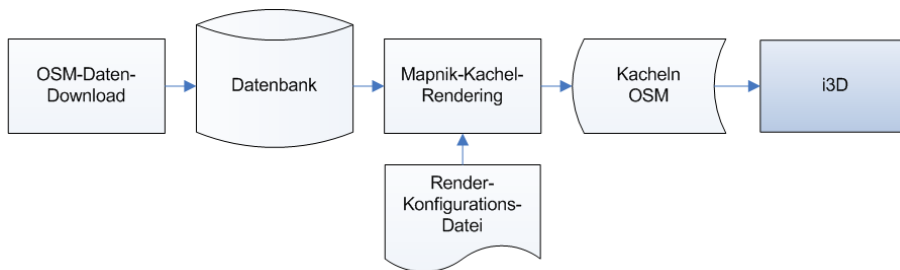 OSM-Daten-
Download
Datenbank
Mapnik-Kachel-
Rendering
Kacheln
OSM
i3D
Render-
Konfigurations-
Datei